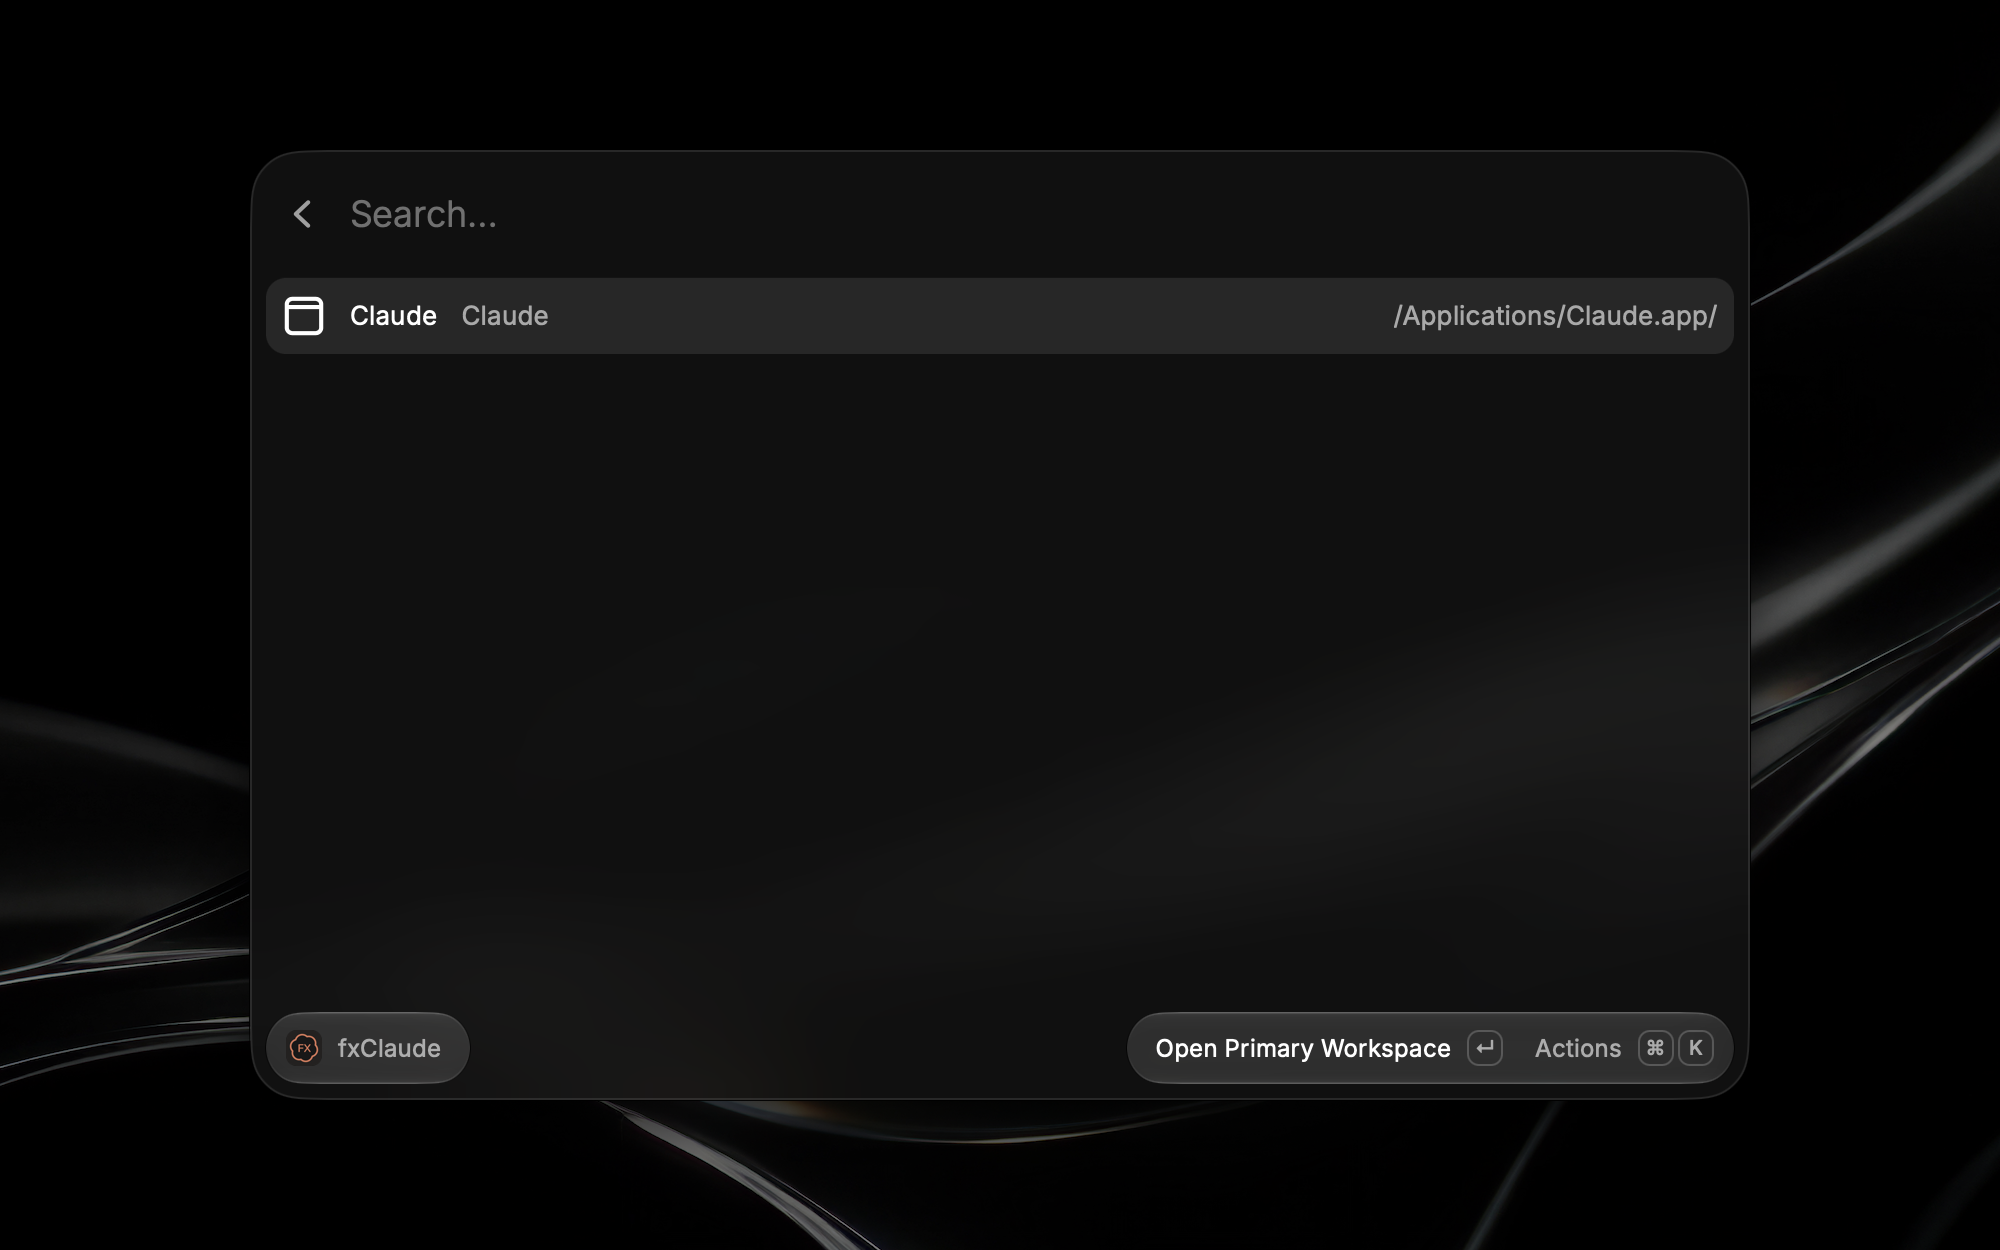 Search...
Claude Claude /Applications/Claude.app/
FX fxClaude Open Primary Workspace ↵ Actions ⌘ K